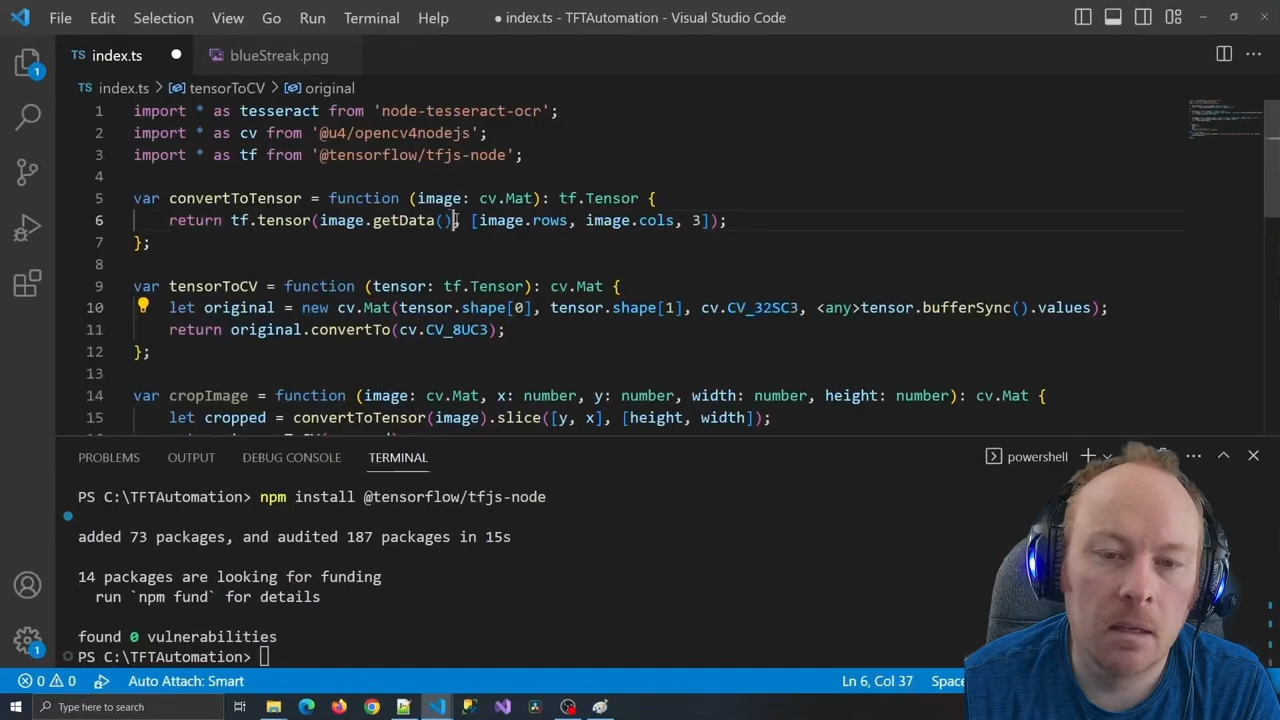 File Edit Selection View Go Run Terminal Help
● index.ts - TFTAutomation - Visual Studio Code
TS index.ts ●
blueStreak.png
TS index.ts > tensorToCV > original
1 import * as tesseract from 'node-tesseract-ocr';
2 import * as cv from '@u4/opencv4nodejs';
3 import * as tf from '@tensorflow/tfjs-node';
4
5 var convertToTensor = function (image: cv.Mat): tf.Tensor {
6 return tf.tensor(image.getData(), [image.rows, image.cols, 3]);
7 };
8
9 var tensorToCV = function (tensor: tf.Tensor): cv.Mat {
10 let original = new cv.Mat(tensor.shape[0], tensor.shape[1], cv.CV_32SC3, <any>tensor.bufferSync().values);
11 return original.convertTo(cv.CV_8UC3);
12 };
13
14 var cropImage = function (image: cv.Mat, x: number, y: number, width: number, height: number): cv.Mat {
15 let cropped = convertToTensor(image).slice([y, x], [height, width]);
PROBLEMS OUTPUT DEBUG CONSOLE TERMINAL
powershell
PS C:\TFTAutomation> npm install @tensorflow/tfjs-node
added 73 packages, and audited 187 packages in 15s
14 packages are looking for funding
run `npm fund` for details
found 0 vulnerabilities
PS C:\TFTAutomation>
1
1
0 0 Auto Attach: Smart
Ln 6, Col 37
Type here to search